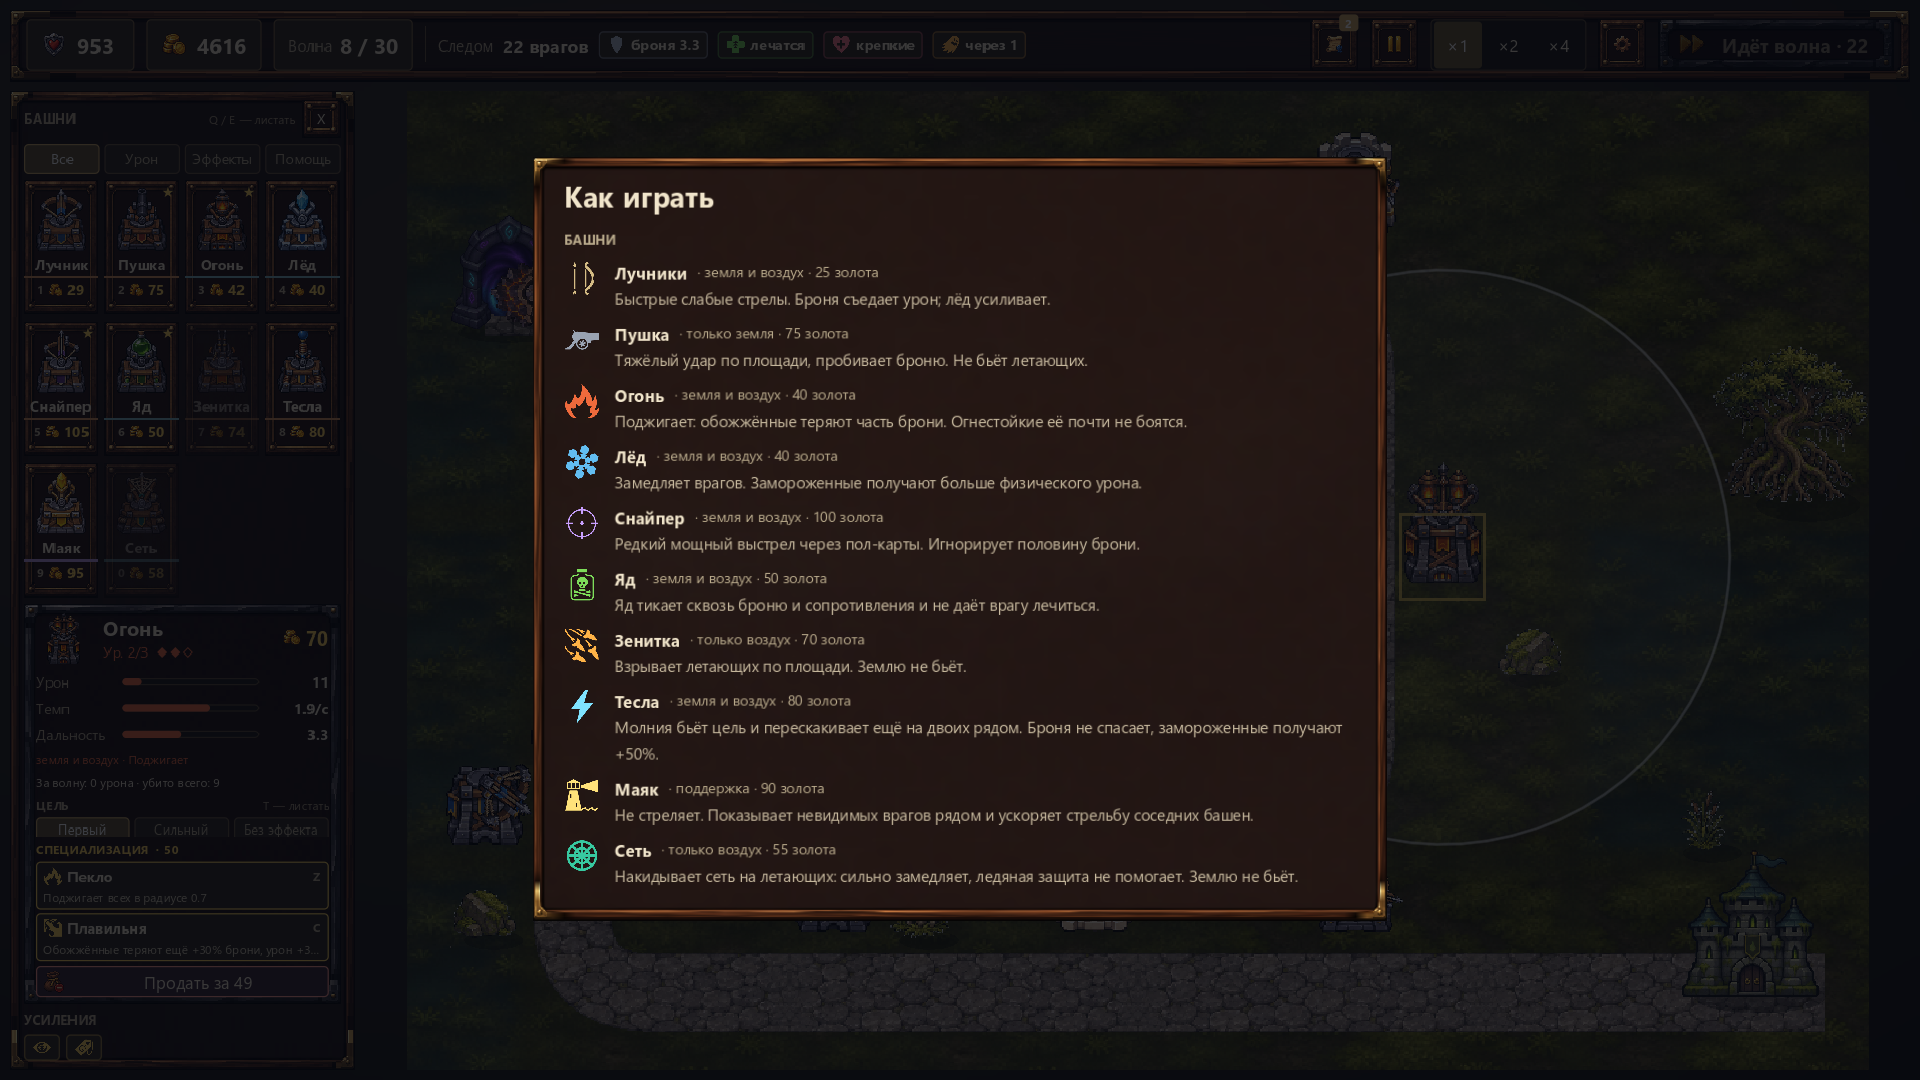 953
4616
Волна 8 / 30
Следом 22 врагов
броня 3.3
лечатся
крепкие
через 1
2
×1
×2
×4
Идёт волна · 22
БАШНИ
Q / E — листать
X
Все
Урон
Эффекты
Помощь
Лучник
Пушка
Огонь
Лёд
1 29
2 75
3 42
4 40
Снайпер
Яд
Зенитка
Тесла
5 105
6 50
7 74
8 80
Маяк
Сеть
9 95
0 58
Огонь
70
Ур. 2/3
Урон 11
Темп 1.9/с
Дальность 3.3
земля и воздух · Поджигает
За волну: 0 урона · убито всего: 9
ЦЕЛЬ
T — листать
Первый
Сильный
Без эффекта
СПЕЦИАЛИЗАЦИЯ · 50
Пекло Z
Поджигает всех в радиусе 0.7
Плавильня C
Обожжённые теряют ещё +30% брони, урон +3...
Продать за 49
УСИЛЕНИЯ
Как играть
БАШНИ
Лучники · земля и воздух · 25 золота
Быстрые слабые стрелы. Броня съедает урон; лёд усиливает.
Пушка · только земля · 75 золота
Тяжёлый удар по площади, пробивает броню. Не бьёт летающих.
Огонь · земля и воздух · 40 золота
Поджигает: обожжённые теряют часть брони. Огнестойкие её почти не боятся.
Лёд · земля и воздух · 40 золота
Замедляет врагов. Замороженные получают больше физического урона.
Снайпер · земля и воздух · 100 золота
Редкий мощный выстрел через пол-карты. Игнорирует половину брони.
Яд · земля и воздух · 50 золота
Яд тикает сквозь броню и сопротивления и не даёт врагу лечиться.
Зенитка · только воздух · 70 золота
Взрывает летающих по площади. Землю не бьёт.
Тесла · земля и воздух · 80 золота
Молния бьёт цель и перескакивает ещё на двоих рядом. Броня не спасает, замороженные получают
+50%.
Маяк · поддержка · 90 золота
Не стреляет. Показывает невидимых врагов рядом и ускоряет стрельбу соседних башен.
Сеть · только воздух · 55 золота
Накидывает сеть на летающих: сильно замедляет, ледяная защита не помогает. Землю не бьёт.